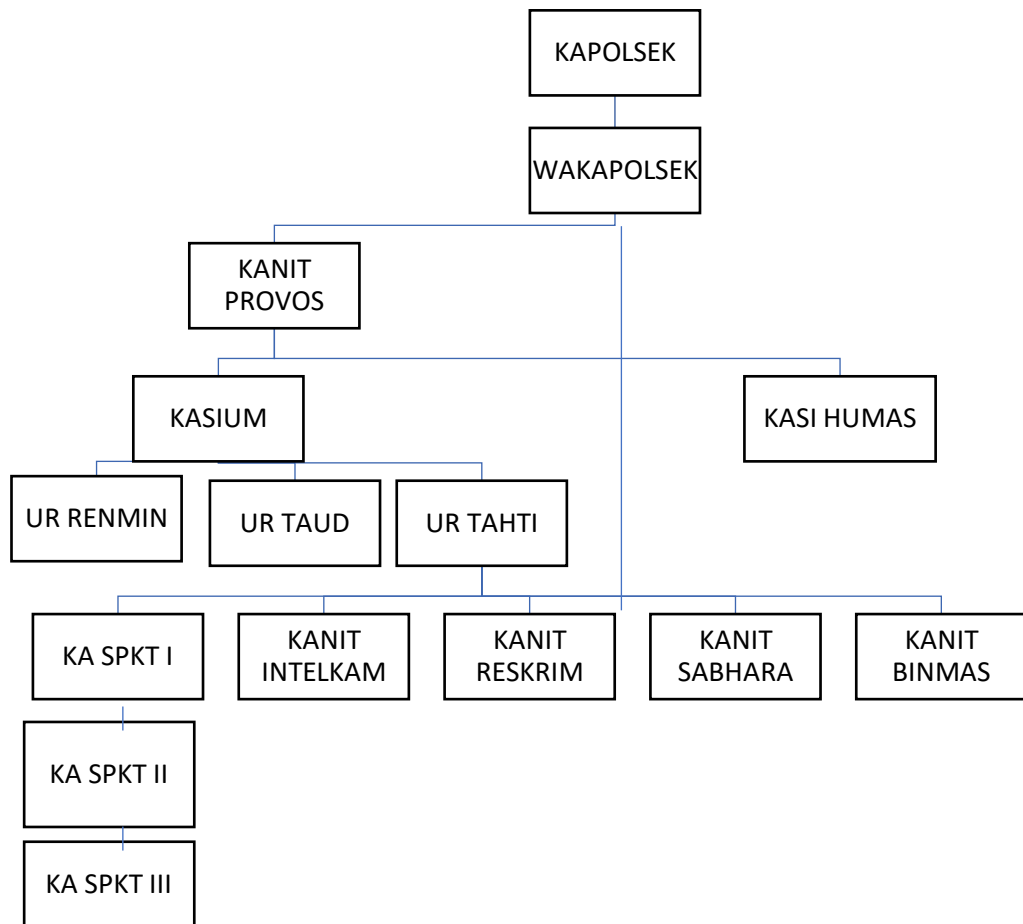 KAPOLSEK
WAKAPOLSEK
KANIT
PROVOS
KASIUM
KASI HUMAS
UR RENMIN
UR TAUD
UR TAHTI
KA SPKT I
KANIT
INTELKAM
KANIT
RESKRIM
KANIT
SABHARA
KANIT
BINMAS
KA SPKT II
KA SPKT III